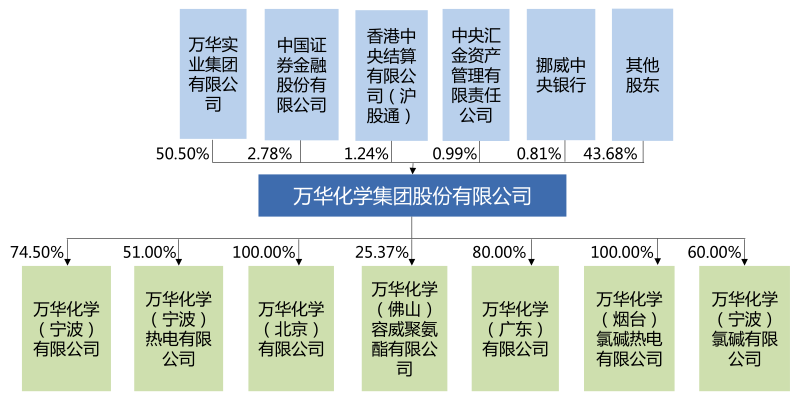 万华实
业集团
有限公
司
中国证
券金融
股份有
限公司
香港中
央结算
有限公
司（沪
股通）
中央汇
金资产
管理有
限责任
公司
挪威中
央银行
其他
股东
50.50%
2.78%
1.24%
0.99%
0.81%
43.68%
万华化学集团股份有限公司
74.50%
51.00%
100.00%
25.37%
80.00%
100.00%
60.00%
万华化学
（宁波）
有限公司
万华化学
（宁波）
热电有限
公司
万华化学
（北京）
有限公司
万华化学
（佛山）
容威聚氨
酯有限公
司
万华化学
（广东）
有限公司
万华化学
（烟台）
氯碱热电
有限公司
万华化学
（宁波）
氯碱有限
公司